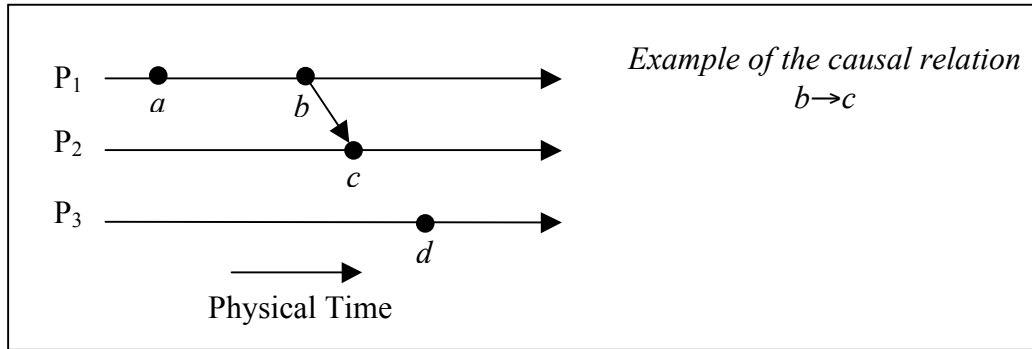 P₁
a
b
P₂
c
P₃
d
Physical Time
Example of the causal relation
b→c